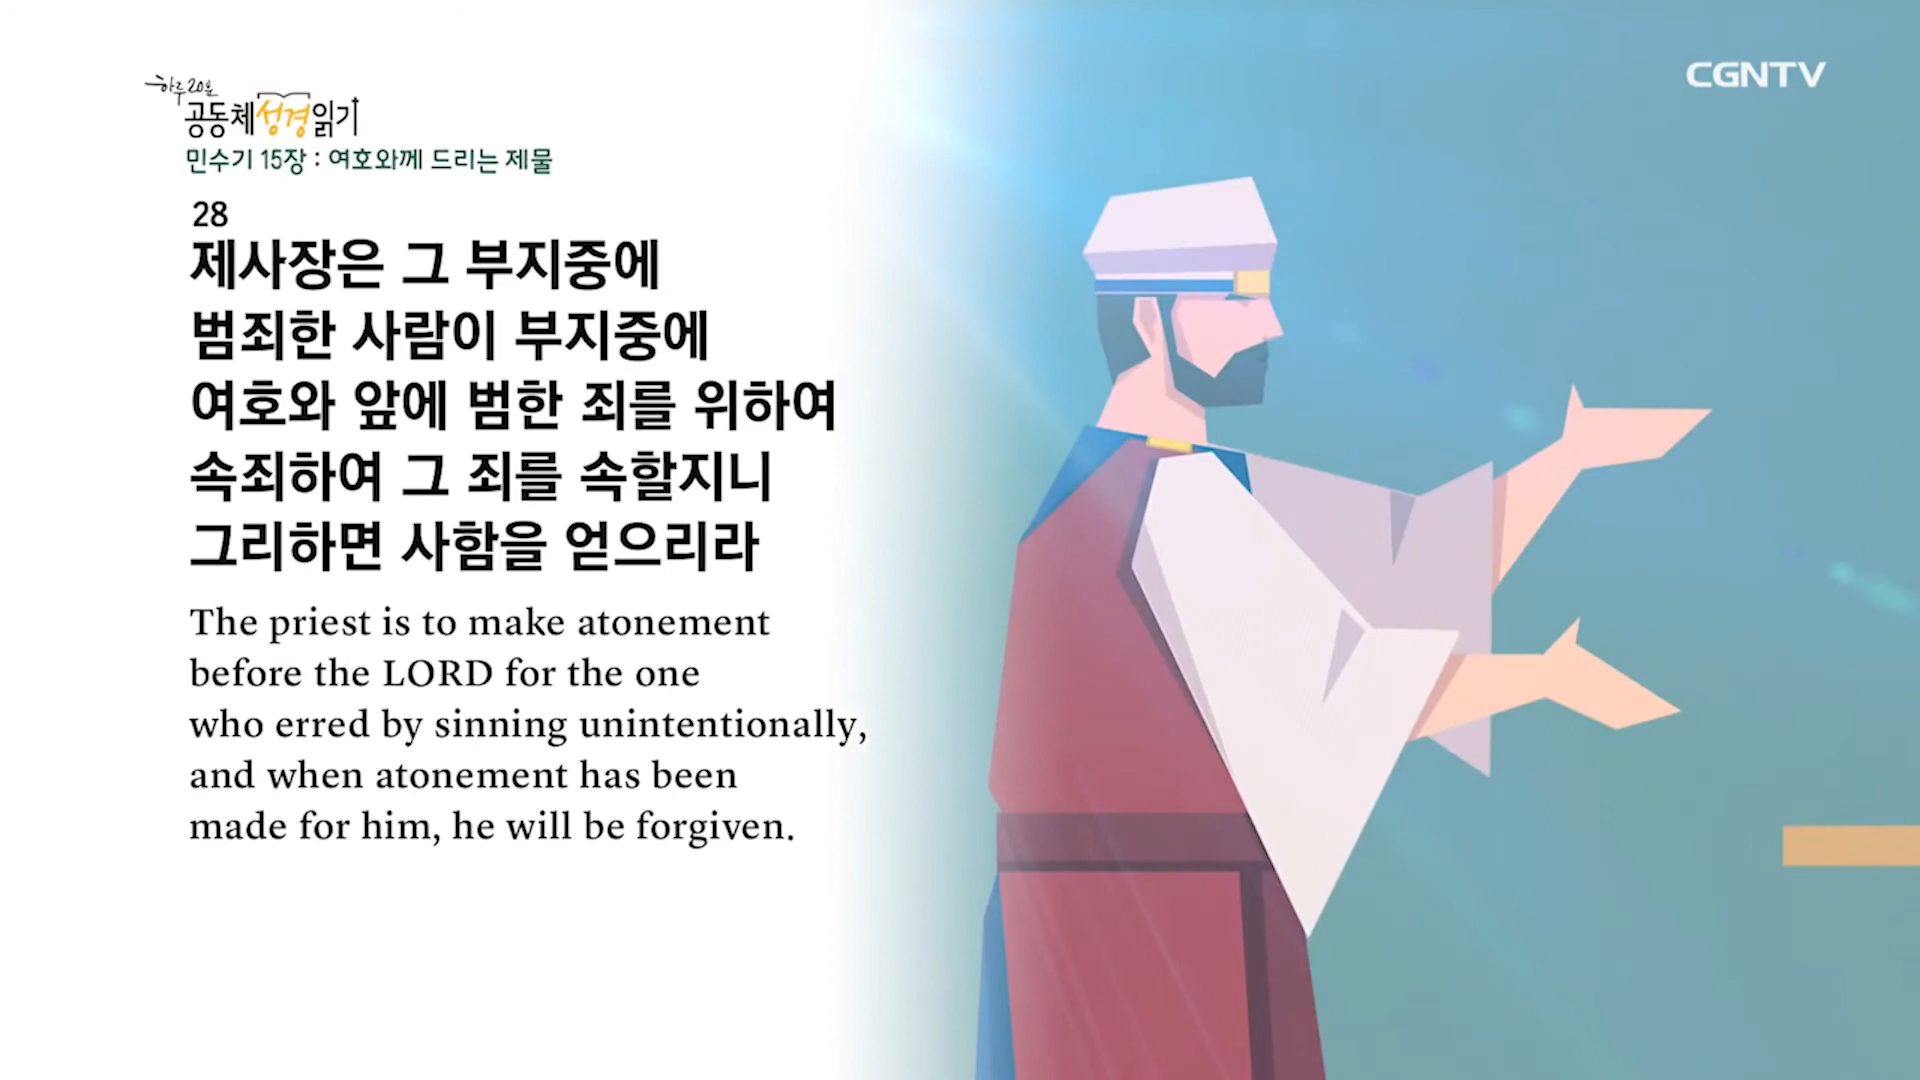 하루 20분
공동체성경읽기
CGNTV
민수기 15장 : 여호와께 드리는 제물
28
제사장은 그 부지중에
범죄한 사람이 부지중에
여호와 앞에 범한 죄를 위하여
속죄하여 그 죄를 속할지니
그리하면 사함을 얻으리라
The priest is to make atonement
before the LORD for the one
who erred by sinning unintentionally,
and when atonement has been
made for him, he will be forgiven.